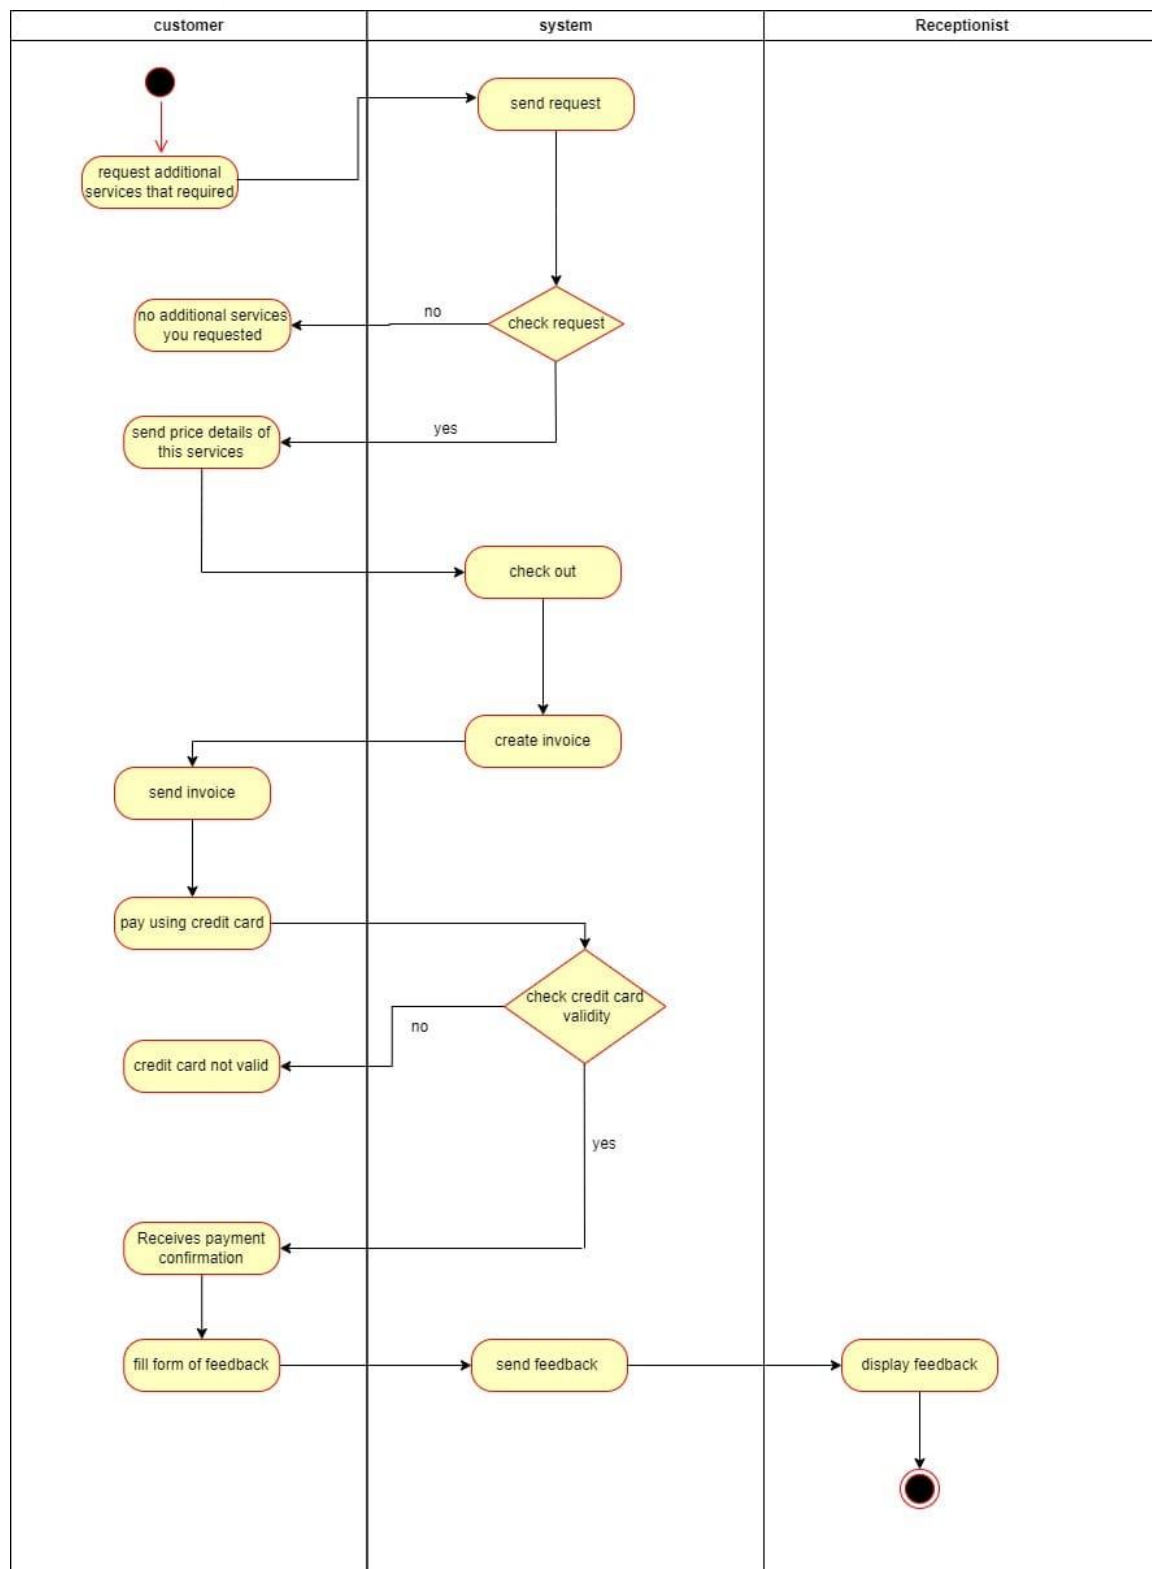 customer
system
Receptionist
send request
request additional
services that required
no additional services
you requested
no
check request
send price details of
this services
yes
check out
create invoice
send invoice
pay using credit card
check credit card
validity
no
credit card not valid
yes
Receives payment
confirmation
fill form of feedback
send feedback
display feedback